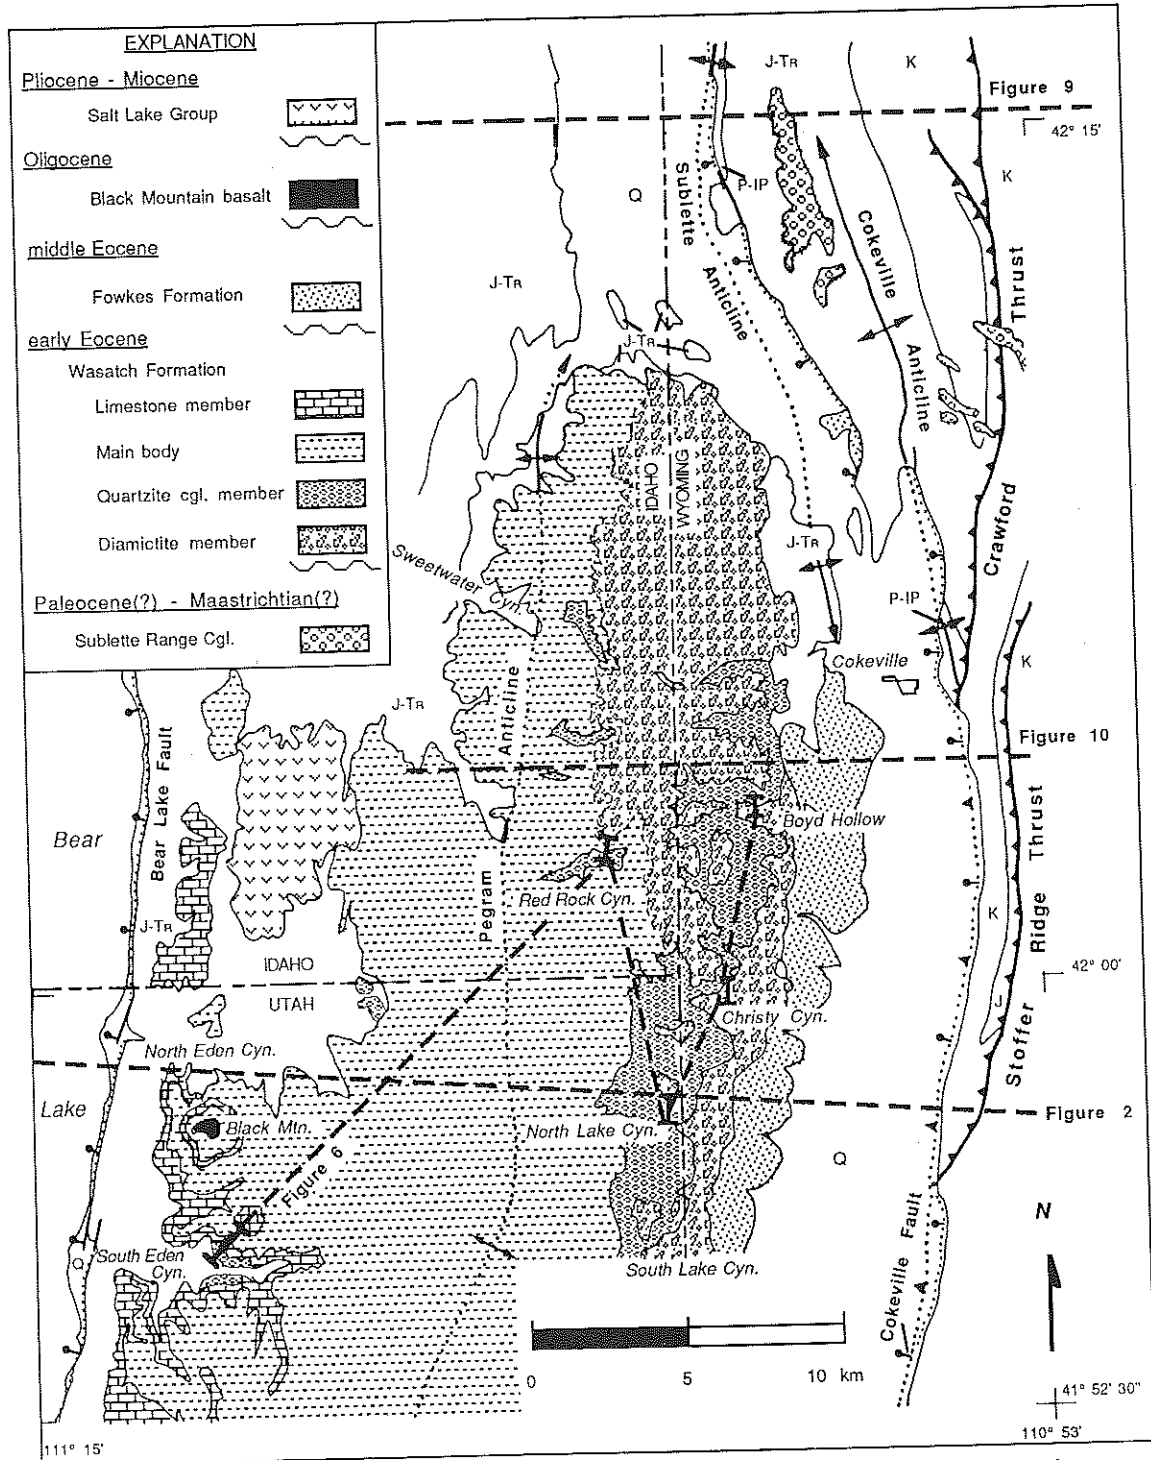 EXPLANATION
Pliocene - Miocene
Salt Lake Group
Oligocene
Black Mountain basalt
middle Eocene
Fowkes Formation
early Eocene
Wasatch Formation
Limestone member
Main body
Quartzite cgl. member
Diamictite member
Paleocene(?) - Maastrichtian(?)
Sublette Range Cgl.
J-TR
K
Figure 9
42° 15'
K
P-IP
Q
Sublette
Anticline
Cokeville
Anticline
Thrust
Crawford
J-TR
J-TR
IDAHO
WYOMING
J-TR
Sweetwater Cyn.
P-IP
Cokeville
K
J-TR
Pegram
Anticline
Figure 10
Boyd Hollow
Bear Lake Fault
Bear
Red Rock Cyn.
Stoffer
Ridge
Thrust
K
J-TR
IDAHO
UTAH
42° 00'
J
Christy Cyn.
North Eden Cyn.
Lake
Black Mtn.
North Lake Cyn.
Figure 2
Figure 6
Q
N
South Eden
Cyn.
Q
South Lake Cyn.
Cokeville Fault
0
5
10 km
41° 52' 30"
110° 53'
111° 15'